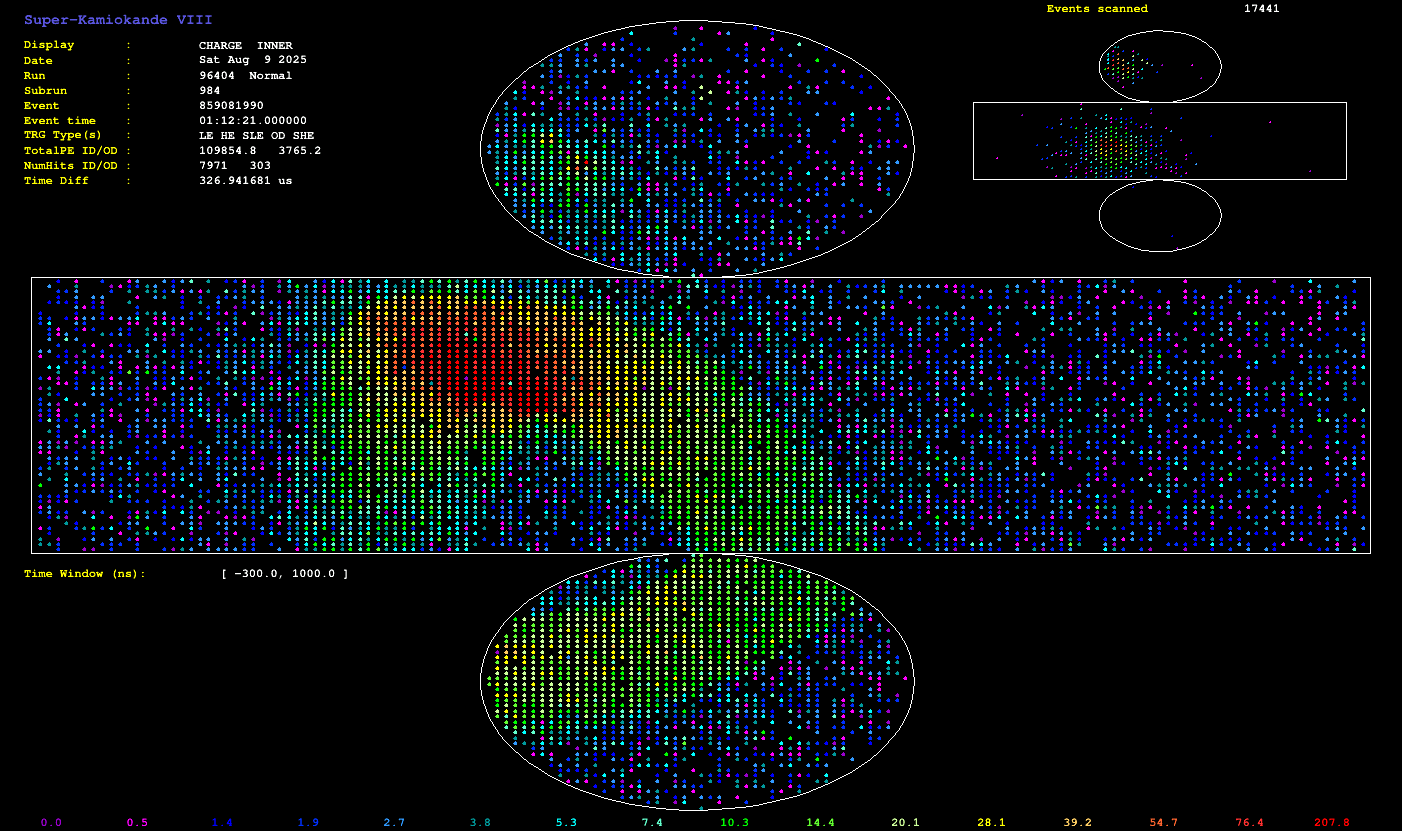 Super-Kamiokande VIII
Display : CHARGE INNER
Date : Sat Aug 9 2025
Run : 96404 Normal
Subrun : 984
Event : 859081990
Event time : 01:12:21.000000
TRG Type(s) : LE HE SLE OD SHE
TotalPE ID/OD : 109854.8 3765.2
NumHits ID/OD : 7971 303
Time Diff : 326.941681 us
Events scanned 17441
Time Window (ns): [ -300.0, 1000.0 ]
0.0 0.5 1.4 1.9 2.7 3.8 5.3 7.4 10.3 14.4 20.1 28.1 39.2 54.7 76.4 207.8